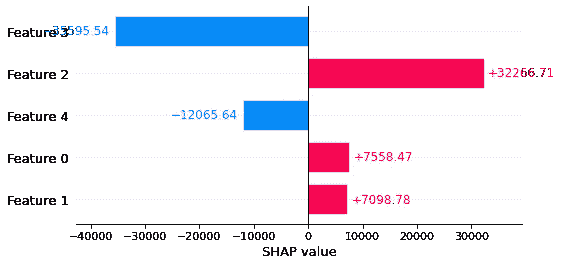 Feature 3 −35595.54
Feature 2 +32266.71
Feature 4 −12065.64
Feature 0 +7558.47
Feature 1 +7098.78
−40000 −30000 −20000 −10000 0 10000 20000 30000
SHAP value